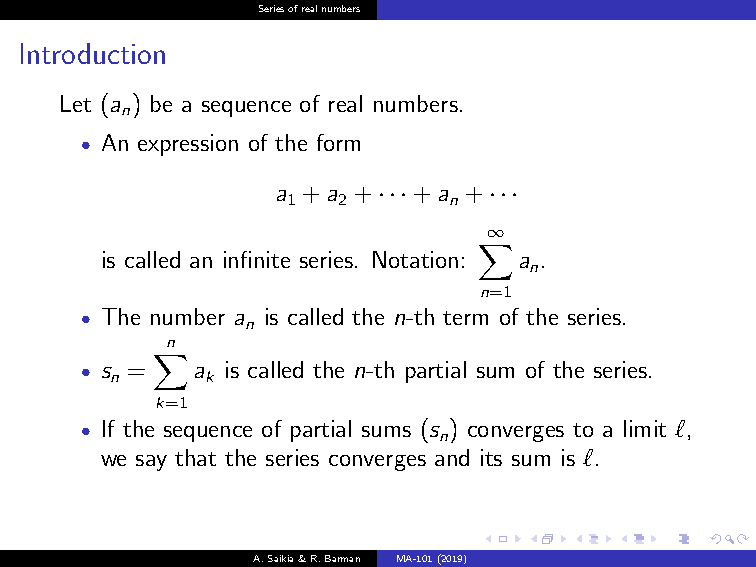 Series of real numbers
Introduction
Let (aₙ) be a sequence of real numbers.
• An expression of the form
a₁ + a₂ + ⋯ + aₙ + ⋯
is called an infinite series. Notation: ∑_{n=1}^{∞} aₙ.
• The number aₙ is called the n-th term of the series.
• sₙ = ∑_{k=1}^{n} aₖ is called the n-th partial sum of the series.
• If the sequence of partial sums (sₙ) converges to a limit ℓ,
we say that the series converges and its sum is ℓ.
A. Saikia & R. Barman MA-101 (2019)